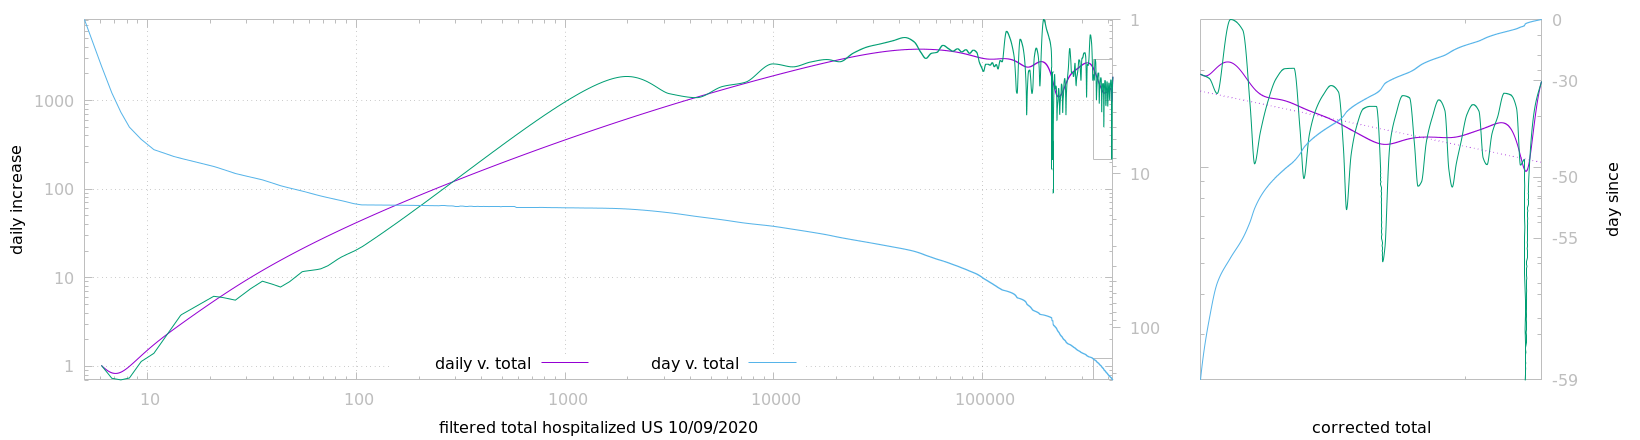 1000
100
10
1
daily increase
10
100
1000
10000
100000
daily v. total
day v. total
filtered total hospitalized US 10/09/2020
1
10
100
0
-30
-50
-55
-59
day since
corrected total